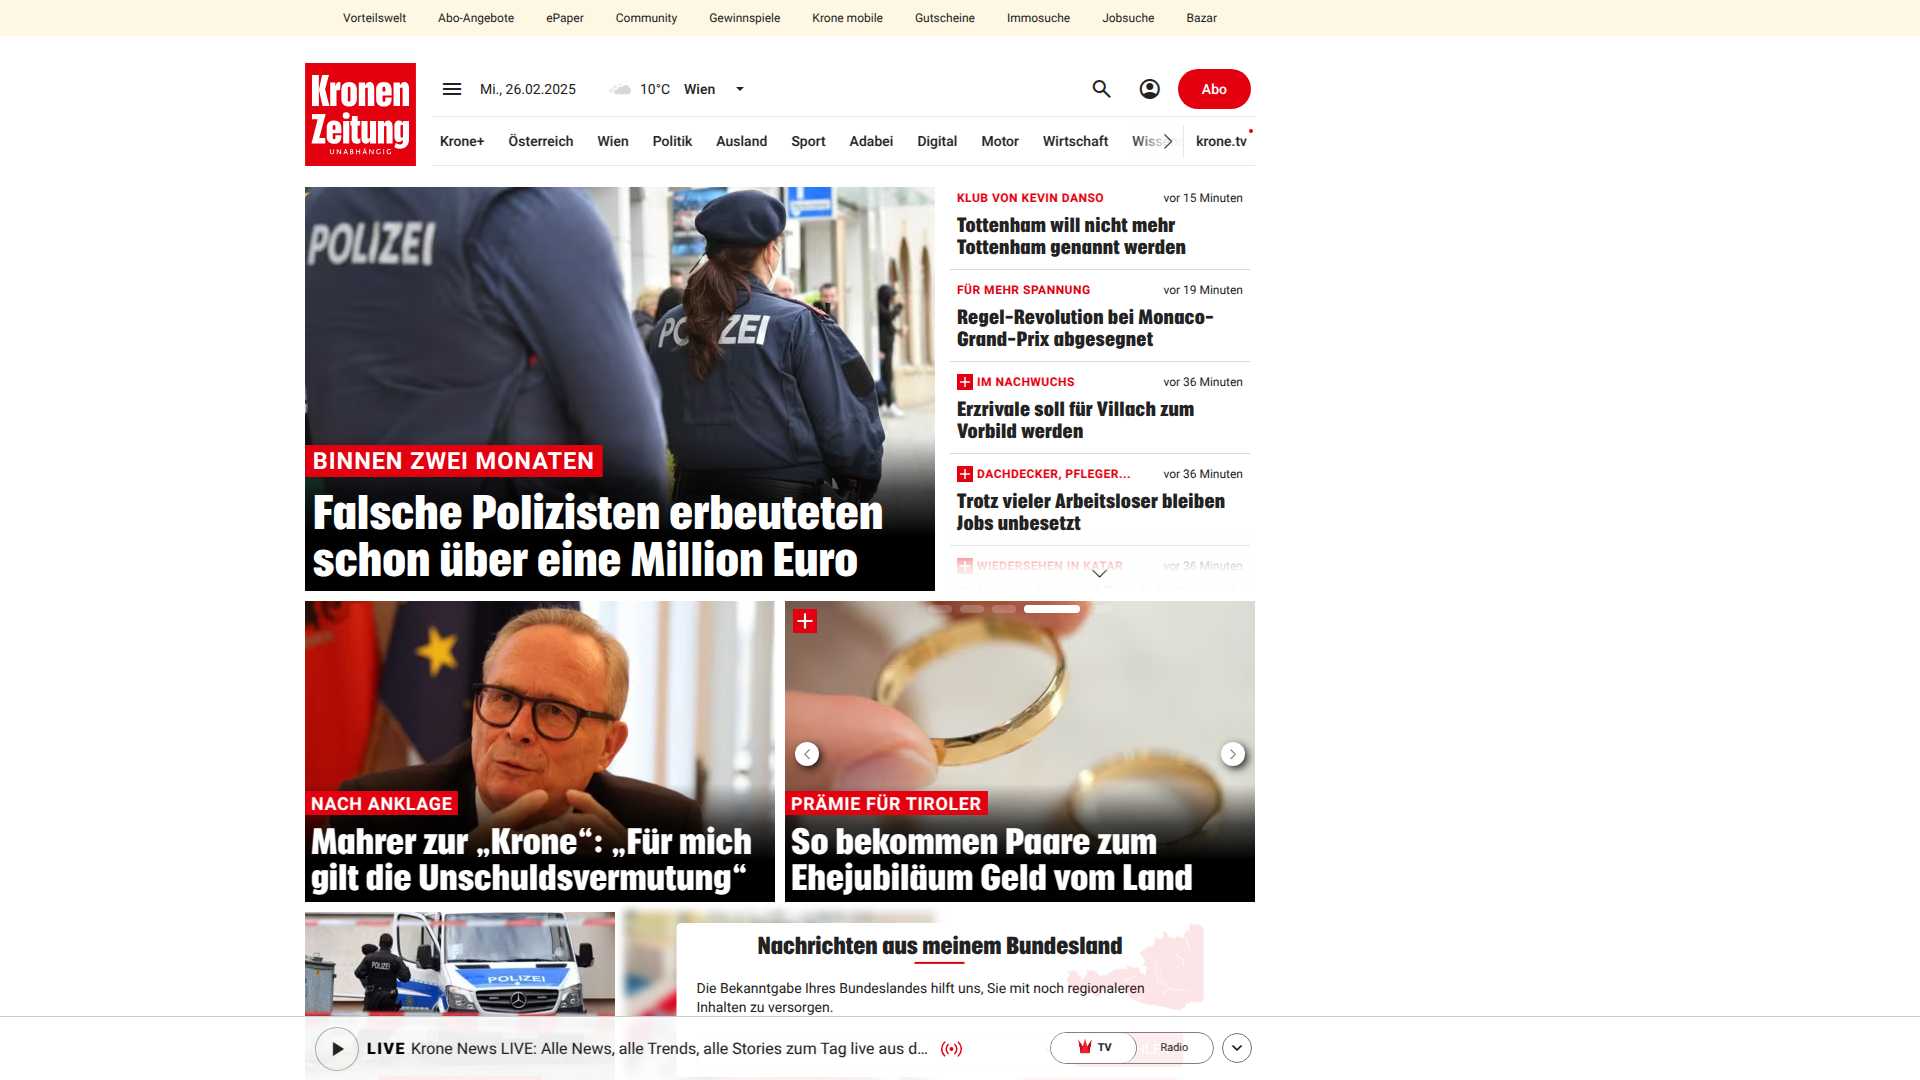 Vorteilswelt Abo-Angebote ePaper Community Gewinnspiele Krone mobile Gutscheine Immosuche Jobsuche Bazar
Kronen
Zeitung
UNABHÄNGIG
Mi., 26.02.2025 10°C Wien
Abo
Krone+ Österreich Wien Politik Ausland Sport Adabei Digital Motor Wirtschaft Wiss krone.tv
POLIZEI
POLIZEI
BINNEN ZWEI MONATEN
Falsche Polizisten erbeuteten
schon über eine Million Euro
KLUB VON KEVIN DANSO vor 15 Minuten
Tottenham will nicht mehr
Tottenham genannt werden
FÜR MEHR SPANNUNG vor 19 Minuten
Regel-Revolution bei Monaco-
Grand-Prix abgesegnet
IM NACHWUCHS vor 36 Minuten
Erzrivale soll für Villach zum
Vorbild werden
DACHDECKER, PFLEGER... vor 36 Minuten
Trotz vieler Arbeitsloser bleiben
Jobs unbesetzt
WIEDERSEHEN IN KATAR vor 36 Minuten
NACH ANKLAGE
Mahrer zur „Krone“: „Für mich
gilt die Unschuldsvermutung“
PRÄMIE FÜR TIROLER
So bekommen Paare zum
Ehejubiläum Geld vom Land
POLIZEI
POLIZEI
Nachrichten aus meinem Bundesland
Die Bekanntgabe Ihres Bundeslandes hilft uns, Sie mit noch regionaleren
Inhalten zu versorgen.
LIVE Krone News LIVE: Alle News, alle Trends, alle Stories zum Tag live aus d...
TV Radio